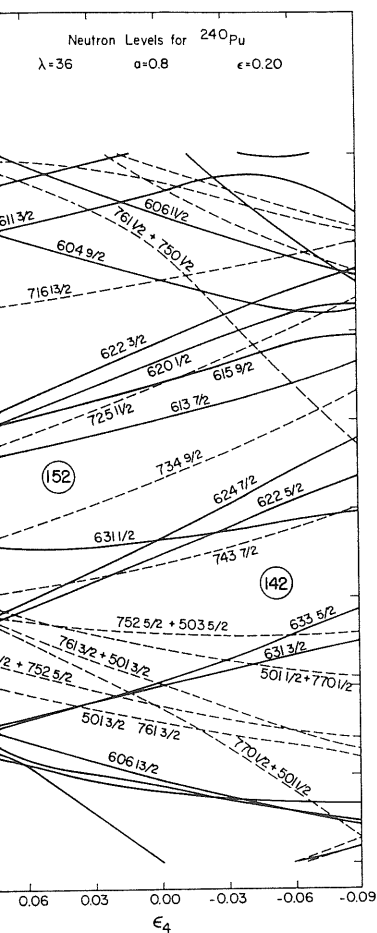 Neutron Levels for ²⁴⁰Pu
λ=36 a=0.8 ε=0.20
606 1/2
611 3/2
761 1/2 + 750 1/2
604 9/2
716 13/2
622 3/2
620 1/2
615 9/2
725 11/2
613 7/2
734 9/2
152
624 7/2
622 5/2
631 1/2
743 7/2
142
752 5/2 + 503 5/2
633 5/2
761 3/2 + 501 3/2
631 3/2
/2 + 752 5/2
501 1/2 + 770 1/2
501 3/2 761 3/2
770 1/2 + 501 1/2
606 13/2
0.06 0.03 0.00 -0.03 -0.06 -0.09
ε₄